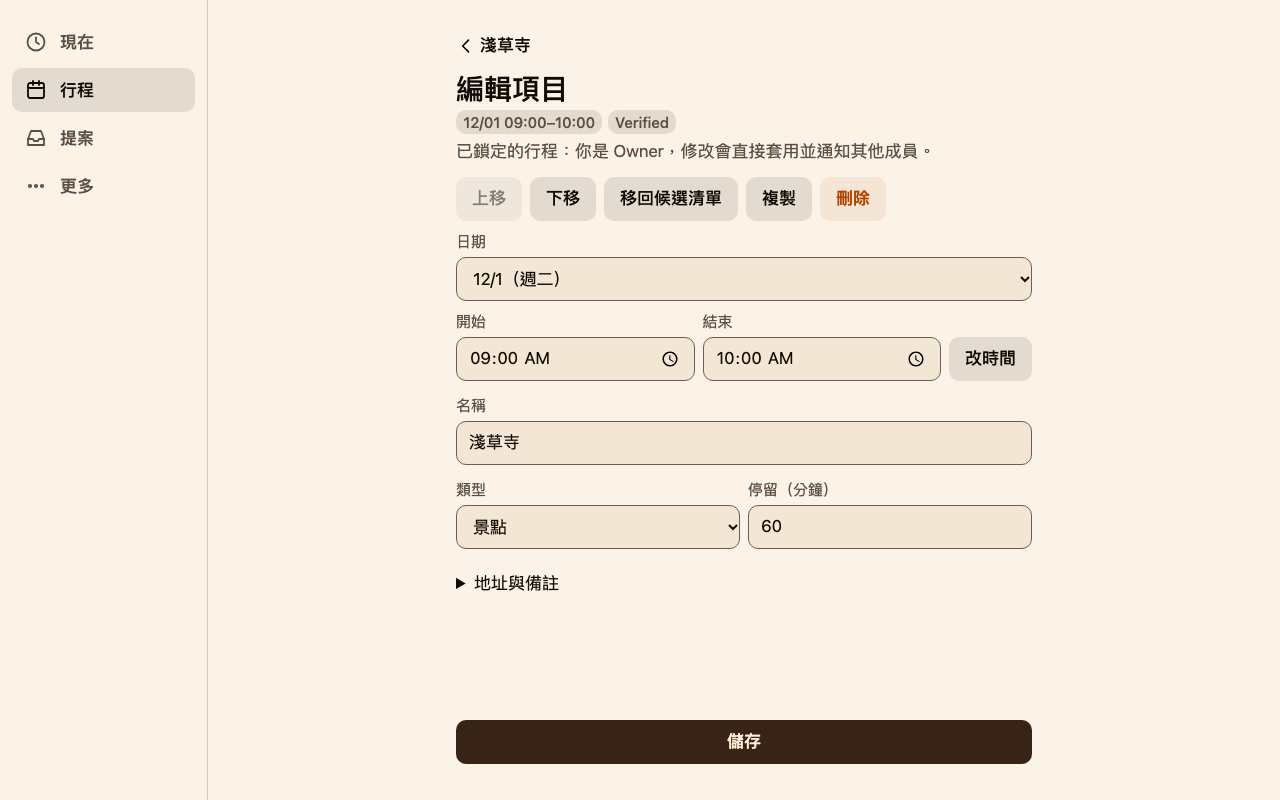 現在
行程
提案
更多
淺草寺
編輯項目
12/01 09:00–10:00 Verified
已鎖定的行程：你是 Owner，修改會直接套用並通知其他成員。
上移 下移 移回候選清單 複製 刪除
日期
12/1（週二）
開始 結束
09:00 AM 10:00 AM 改時間
名稱
淺草寺
類型 停留（分鐘）
景點 60
地址與備註
儲存